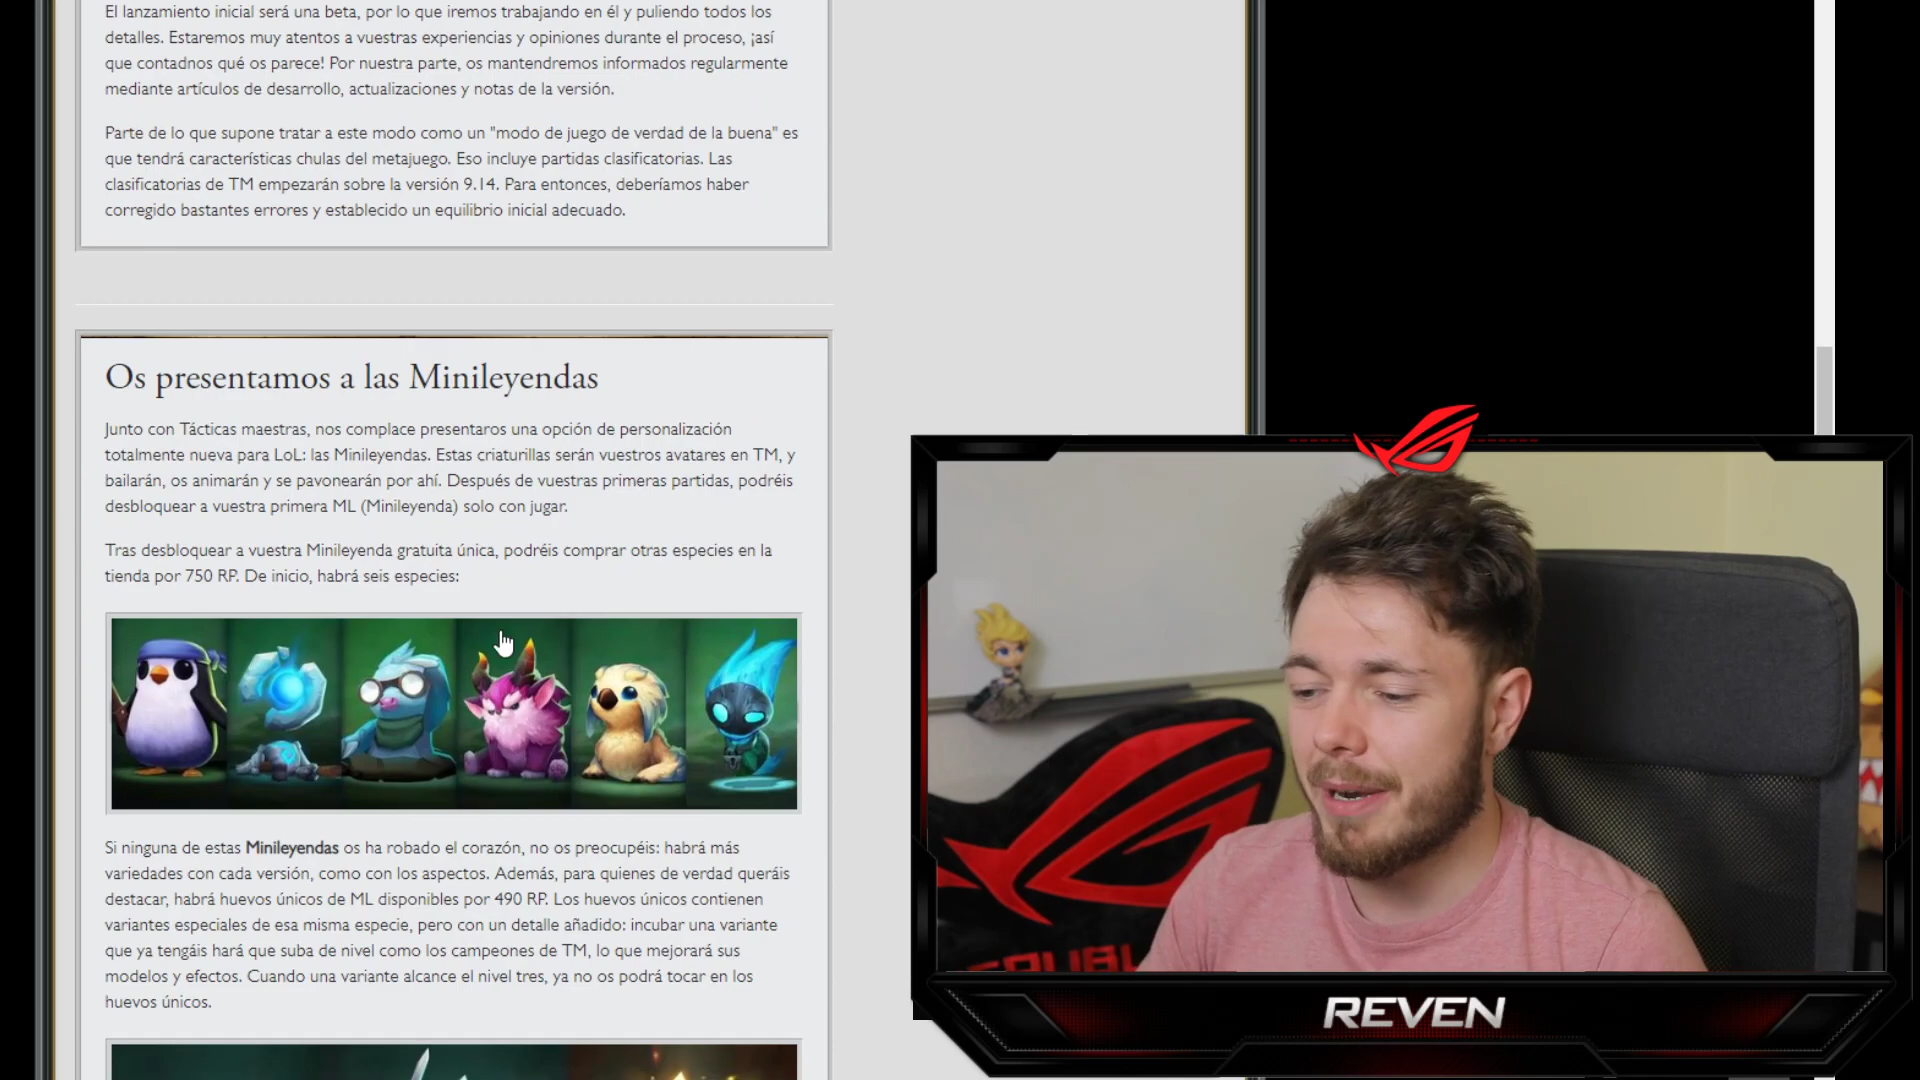 El lanzamiento inicial será una beta, por lo que iremos trabajando en él y puliendo todos los
detalles. Estaremos muy atentos a vuestras experiencias y opiniones durante el proceso, ¡así
que contadnos qué os parece! Por nuestra parte, os mantendremos informados regularmente
mediante artículos de desarrollo, actualizaciones y notas de la versión.
Parte de lo que supone tratar a este modo como un "modo de juego de verdad de la buena" es
que tendrá características chulas del metajuego. Eso incluye partidas clasificatorias. Las
clasificatorias de TM empezarán sobre la versión 9.14. Para entonces, deberíamos haber
corregido bastantes errores y establecido un equilibrio inicial adecuado.
Os presentamos a las Minileyendas
Junto con Tácticas maestras, nos complace presentaros una opción de personalización
totalmente nueva para LoL: las Minileyendas. Estas criaturillas serán vuestros avatares en TM, y
bailarán, os animarán y se pavonearán por ahí. Después de vuestras primeras partidas, podréis
desbloquear a vuestra primera ML (Minileyenda) solo con jugar.
Tras desbloquear a vuestra Minileyenda gratuita única, podréis comprar otras especies en la
tienda por 750 RP. De inicio, habrá seis especies:
Si ninguna de estas Minileyendas os ha robado el corazón, no os preocupéis: habrá más
variedades con cada versión, como con los aspectos. Además, para quienes de verdad queráis
destacar, habrá huevos únicos de ML disponibles por 490 RP. Los huevos únicos contienen
variantes especiales de esa misma especie, pero con un detalle añadido: incubar una variante
que ya tengáis hará que suba de nivel como los campeones de TM, lo que mejorará sus
modelos y efectos. Cuando una variante alcance el nivel tres, ya no os podrá tocar en los
huevos únicos.
REVEN